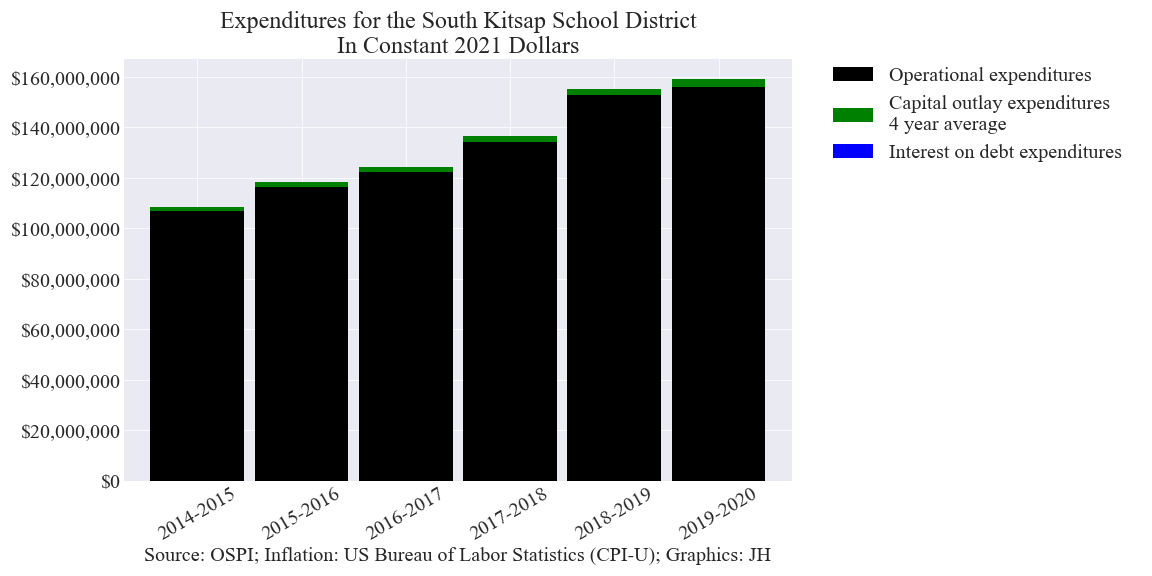 Expenditures for the South Kitsap School District
In Constant 2021 Dollars
$160,000,000
$140,000,000
$120,000,000
$100,000,000
$80,000,000
$60,000,000
$40,000,000
$20,000,000
$0
2014-2015
2015-2016
2016-2017
2017-2018
2018-2019
2019-2020
Source: OSPI; Inflation: US Bureau of Labor Statistics (CPI-U); Graphics: JH
Operational expenditures
Capital outlay expenditures
4 year average
Interest on debt expenditures